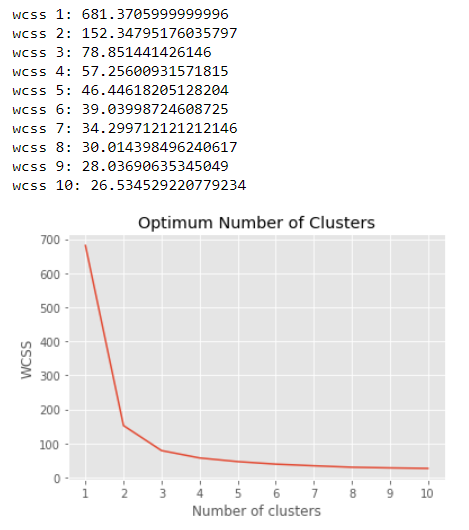 wcss 1: 681.3705999999996
wcss 2: 152.34795176035797
wcss 3: 78.851441426146
wcss 4: 57.25600931571815
wcss 5: 46.44618205128204
wcss 6: 39.03998724608725
wcss 7: 34.299712121212146
wcss 8: 30.014398496240617
wcss 9: 28.03690635345049
wcss 10: 26.534529220779234
Optimum Number of Clusters
700
600
500
400
300
200
100
0
WCSS
1 2 3 4 5 6 7 8 9 10
Number of clusters